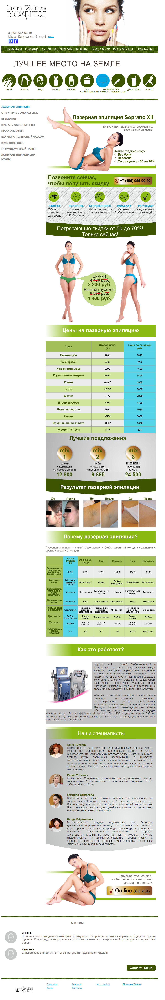 Luxury Wellness
BIOSPHERE
8 (495) 955-90-40
Малая Калужская, 15, стр.4 Карта
ПРЕМЬЕРЫ КОМАНДА АКЦИИ ФОТОГРАФИИ ОТЗЫВЫ ПРЕССА О НАС СЕРТИФИКАТЫ КОНТАКТЫ
ЛУЧШЕЕ МЕСТО НА ЗЕМЛЕ
НОГТИ ВОЛОСЫ ЛИЦО ФИГУРА МАССАЖ СПА СЕРТИФИКАТЫ КОСМЕТОЛОГИЯ АППАРАТНАЯ МЕДИЦИНСКАЯ ДИЕТОЛОГИЯ ВЕЛНЕС
ЛАЗЕРНАЯ ЭПИЛЯЦИЯ
СТРУКТУРНОЕ ОМОЛОЖЕНИЕ
RF ЛИФТИНГ
МИКРОТОКОВАЯ ТЕРАПИЯ
ПРЕССОТЕРАПИЯ
ВАКУУМНО-РОЛИКОВЫЙ МАССАЖ
МИОСТИМУЛЯЦИЯ
ГАЗОЖИДКОСТНЫЙ ПИЛИНГ
ЛАЗЕРНАЯ ЭПИЛЯЦИЯ ДЛЯ
МУЖЧИН
Лазерная эпиляция Soprano Xli
Только у нас - два самых современных
израильских аппарата
Хотите гладкую кожу?
Без боли
Навсегда
Со скидкой от 50 до 70%
Позвоните сейчас,
чтобы получить скидку
+7 (495) 955-90-40
ЭФФЕКТ
30% волос
исчезают
за 1 сеанс
СКОРОСТЬ
время
одного сеанса
15-30 минут
БЕЗОПАСНОСТЬ
без пятен, ожогов
и вросших волос
КОМФОРТ
абсолютно
безболезненно
РЕЗУЛЬТАТ
гладкая кожа
навсегда!
Потрясающие скидки от 50 до 70%!
Только сейчас!
Бикини
4 400 руб.
2 200 руб.
Бикини глубокое
8 800 руб.
4 400 руб.
Цены на лазерную эпиляцию
Зоны Старая цена, руб. Цена со скидкой, руб.
Верхняя губа 2090 1045
Зона бровей 1430 715
Нижняя треть лица 2200 1100
Подмышечные впадины 6900 3450
Голени 9900 4950
Бедра 12100 6050
Бикини 4400 2200
Бикини глубокое 8800 4400
Руки полностью 9900 4950
Спина 13200 6600
Средняя линия живота 3300 1650
Участок 10*10см 1350 675
Лучшие предложения
mix 1
голени
+подмышки
+глубокое бикини
12 800
mix 2
губа
+подмышки
+глубокое бикини
8 895
mix 3
ВСЕ ТЕЛО
(все зоны)
82 000
24 500
Результат лазерной эпиляции
До После До После До После
Почему лазерная эпиляция?
Лазерная эпиляция - самый безопасный и безболезненный метод в сравнении с
другими видами эпиляции.
Лазер Soprano Xli Александ. лазер Фото Электро Элос Восковая
Длительность процедуры: подмышки/бикини (мин) 10/15 15/30 15/30 60/180 15/30 30/60
Болезнен-ность Абсолютно безболез-ненно Болезненно Очень Крайне болезненно Болезненно Болезненно
Возможность загара до и после процедуры Возможно Невозможно Категорически нельзя Нельзя Категорически нельзя Возможно
Возможность ожога Исключена Есть Очень велика Микроожоги Есть Исключена
Реакция кожи на процедуру Отсутствует Покраснение, жжение, раздражение Покраснение, жжение, раздражение Микроожоги Покраснение, жжение, раздражение Покраснение
Цвет волос Любой, кроме седых Только темные Только черные Любой Только темные Любой
Тип кожи Любой Только светлая Только светлая Любой Только светлая Любой
Необходимое кол-во процедур 5-7 7-9 7-9 4-6 10-12 Всю жизнь
Как это работает?
Soprano XLi – самый безболезненный и
безопасный из всех существующих видов
лазеров. Новейшая израильская технология
нагревает волосяной фолликул постепенно – без
какого-либо дискомфорта. При таком подходе, в
сочетании с системой охлаждения сапфирового
наконечника, процедуры удаления волос
настолько комфортны, что при их проведении не
требуются ни охлаждающий гель, ни анальгетик.
Alex 755 - это первый аппарат для проведения
эпиляции, использующий технологию
александритового лазера, считающегося
«золотым стандартом» лазерной эпиляции.
Насадка мощного александритового лазера
обеспечивает превосходное качество процедуры
удаления волос. Высокоэффективный аппарат Alex 755 с длиной волны 755 нм
обеспечивает две частоты повторения импульсов (2 Гц и 4 Гц) и подходит для всех типов
кожи, включая фототипы IV-VI.
Наши специалисты
Анна Пронина
Косметолог. В 1991 году окончила Медицинский колледж №8 г.
Москва по специальности "Медицинская сестра" и курсы
косметологов. По специальности работает более 23 лет! В 2010 году
прошла курсы повышения квалификации в Институте
восстановительной медицины. Дипломированный специалист по
всем косметологическим брендам и процедурам, представленным в
нашем салоне. Владеет эксклюзивными методами скульптурного
массажа лица.
Елена Толстых
Косметолог. Специалист с медицинским образованием. Мастер
терапевтической косметологии и эстетической медицины. Опыт
работы - более 10 лет.
Камилла Далгатова
Врач-косметолог. Имеет высшее медицинское образование по
специальности "Дерматолог-косметолог". Опыт работы - более 7 лет.
Специализируется на инъекционной и аппаратной косметологии.
Постоянный участник Международной школы косметологии, владеет
всеми инновационными методиками.
Наида Ибрагимова
Врач-косметолог, кандидат медицинских наук. Окончила
Дагестанский медицинский институт по специальности "Лечебное
дело", прошла обучение в интернатуре, ординатуре и аспирантуре
Российского Государственного университета на Кафедре
госпитальной терапии на базе 15 ГКБ г. Москвы. Получила
специализацию по дерматовенерологии, терапевтической и
аппаратной косметологии на базе РУДН г. Москва. Постоянный
участник международных симпозиумов.
Записывайтесь сейчас,
чтобы сэкономить не только
деньги, но и время!
On-line запись
Отзывы
Оксана
Лазерная эпиляция дает самый лучший результат. Испробовала разные варианты. В другом салоне
сделала 20 процедур электро, волосы росли неизменно. А с лазером - за 4 процедуры - гладкая кожа!
Супер!
Катерина
Спасибо косметологу Анне! Такого результат я даже не ожидала!!!
Оставить отзыв
Luxury Wellness
BIOSPHERE
Премьеры Контакты Фотографии Biosphere fitness
Акции Facebook